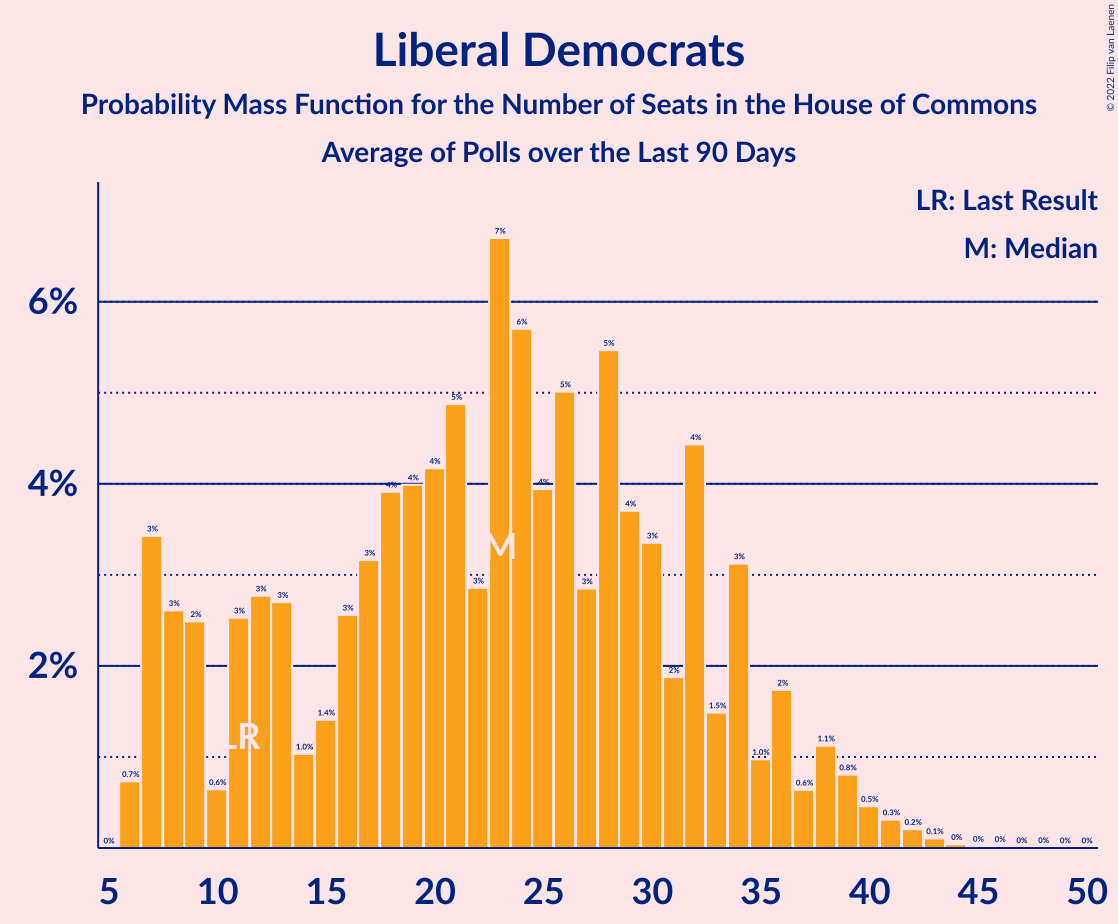 Liberal Democrats
Probability Mass Function for the Number of Seats in the House of Commons
Average of Polls over the Last 90 Days
© 2022 Filip van Laenen
LR: Last Result
M: Median
6%
4%
2%
0% 0.7% 3% 3% 2% 0.6% 3% 3% 3% 1.0% 1.4% 3% 3% 4% 4% 4% 5% 3% 7% 6% 4% 5% 3% 5% 4% 3% 2% 4% 1.5% 3% 1.0% 2% 0.6% 1.1% 0.8% 0.5% 0.3% 0.2% 0.1% 0% 0% 0% 0% 0% 0% 0%
M
LR
5 10 15 20 25 30 35 40 45 50